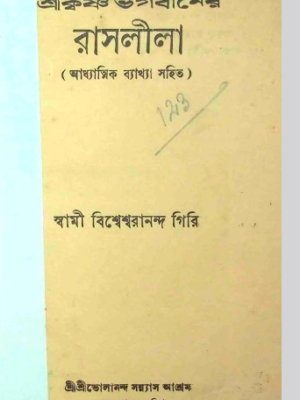 শ্রীকৃষ্ণ ভগবানের
রাসলীলা
( আধ্যাত্মিক ব্যাখ্যা সহিত )
123
স্বামী বিশ্বেশ্বরানন্দ গিরি
শ্রীশ্রীভোলানন্দ সন্ন্যাস আশ্রম